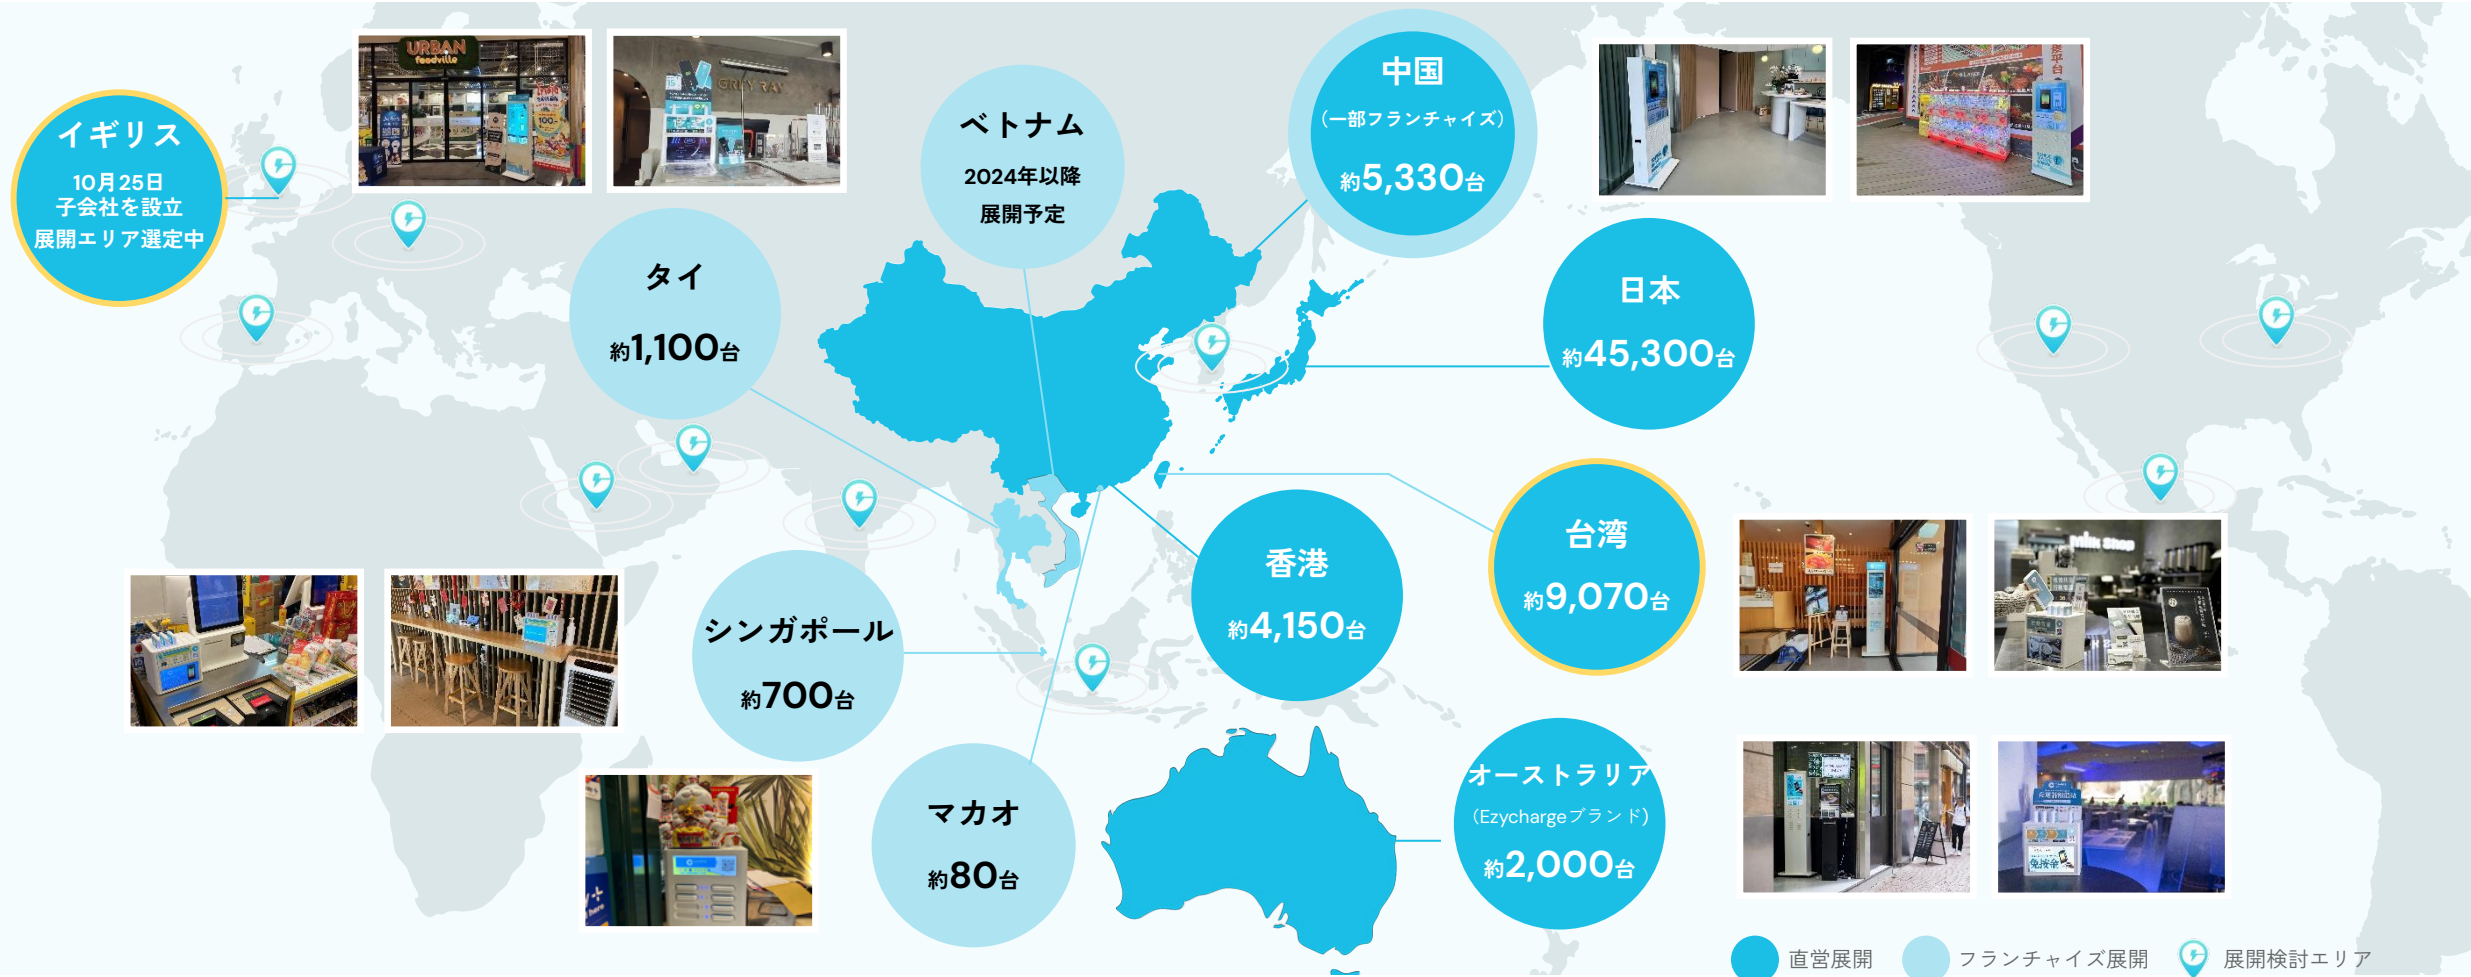 イギリス
10月25日
子会社を設立
展開エリア選定中
URBAN
foodville
100.-
GREY RAY
ベトナム
2024年以降
展開予定
中国
（一部フランチャイズ）
約5,330台
タイ
約1,100台
日本
約45,300台
台湾
約9,070台
香港
約4,150台
シンガポール
約700台
マカオ
約80台
オーストラリア
（Ezychargeブランド）
約2,000台
Milk Shop
免押金
直営展開
フランチャイズ展開
展開検討エリア